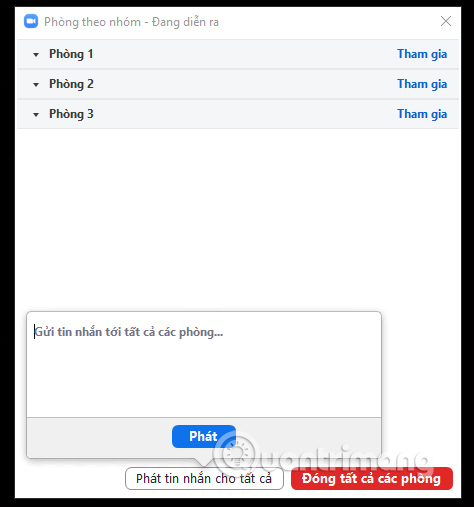 Phòng theo nhóm - Đang diễn ra
Phòng 1 Tham gia
Phòng 2 Tham gia
Phòng 3 Tham gia
Gửi tin nhắn tới tất cả các phòng...
Phát
Quantrimang
Phát tin nhắn cho tất cả Đóng tất cả các phòng